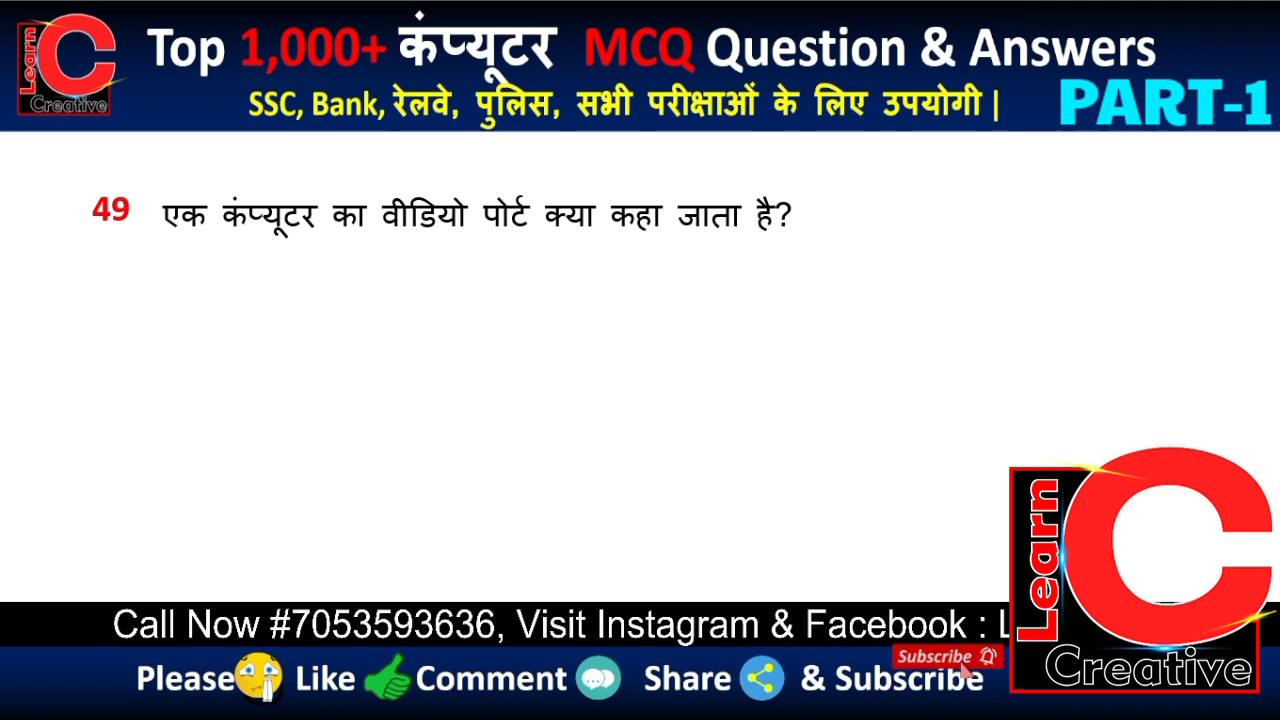 Learn
Creative
Top 1,000+ कंप्यूटर MCQ Question & Answers
SSC, Bank, रेलवे, पुलिस, सभी परीक्षाओं के लिए उपयोगी |
PART-1
49 एक कंप्यूटर का वीडियो पोर्ट क्या कहा जाता है?
Learn
Creative
Call Now #7053593636, Visit Instagram & Facebook : L
Subscribe
Please Like Comment Share & Subscribe